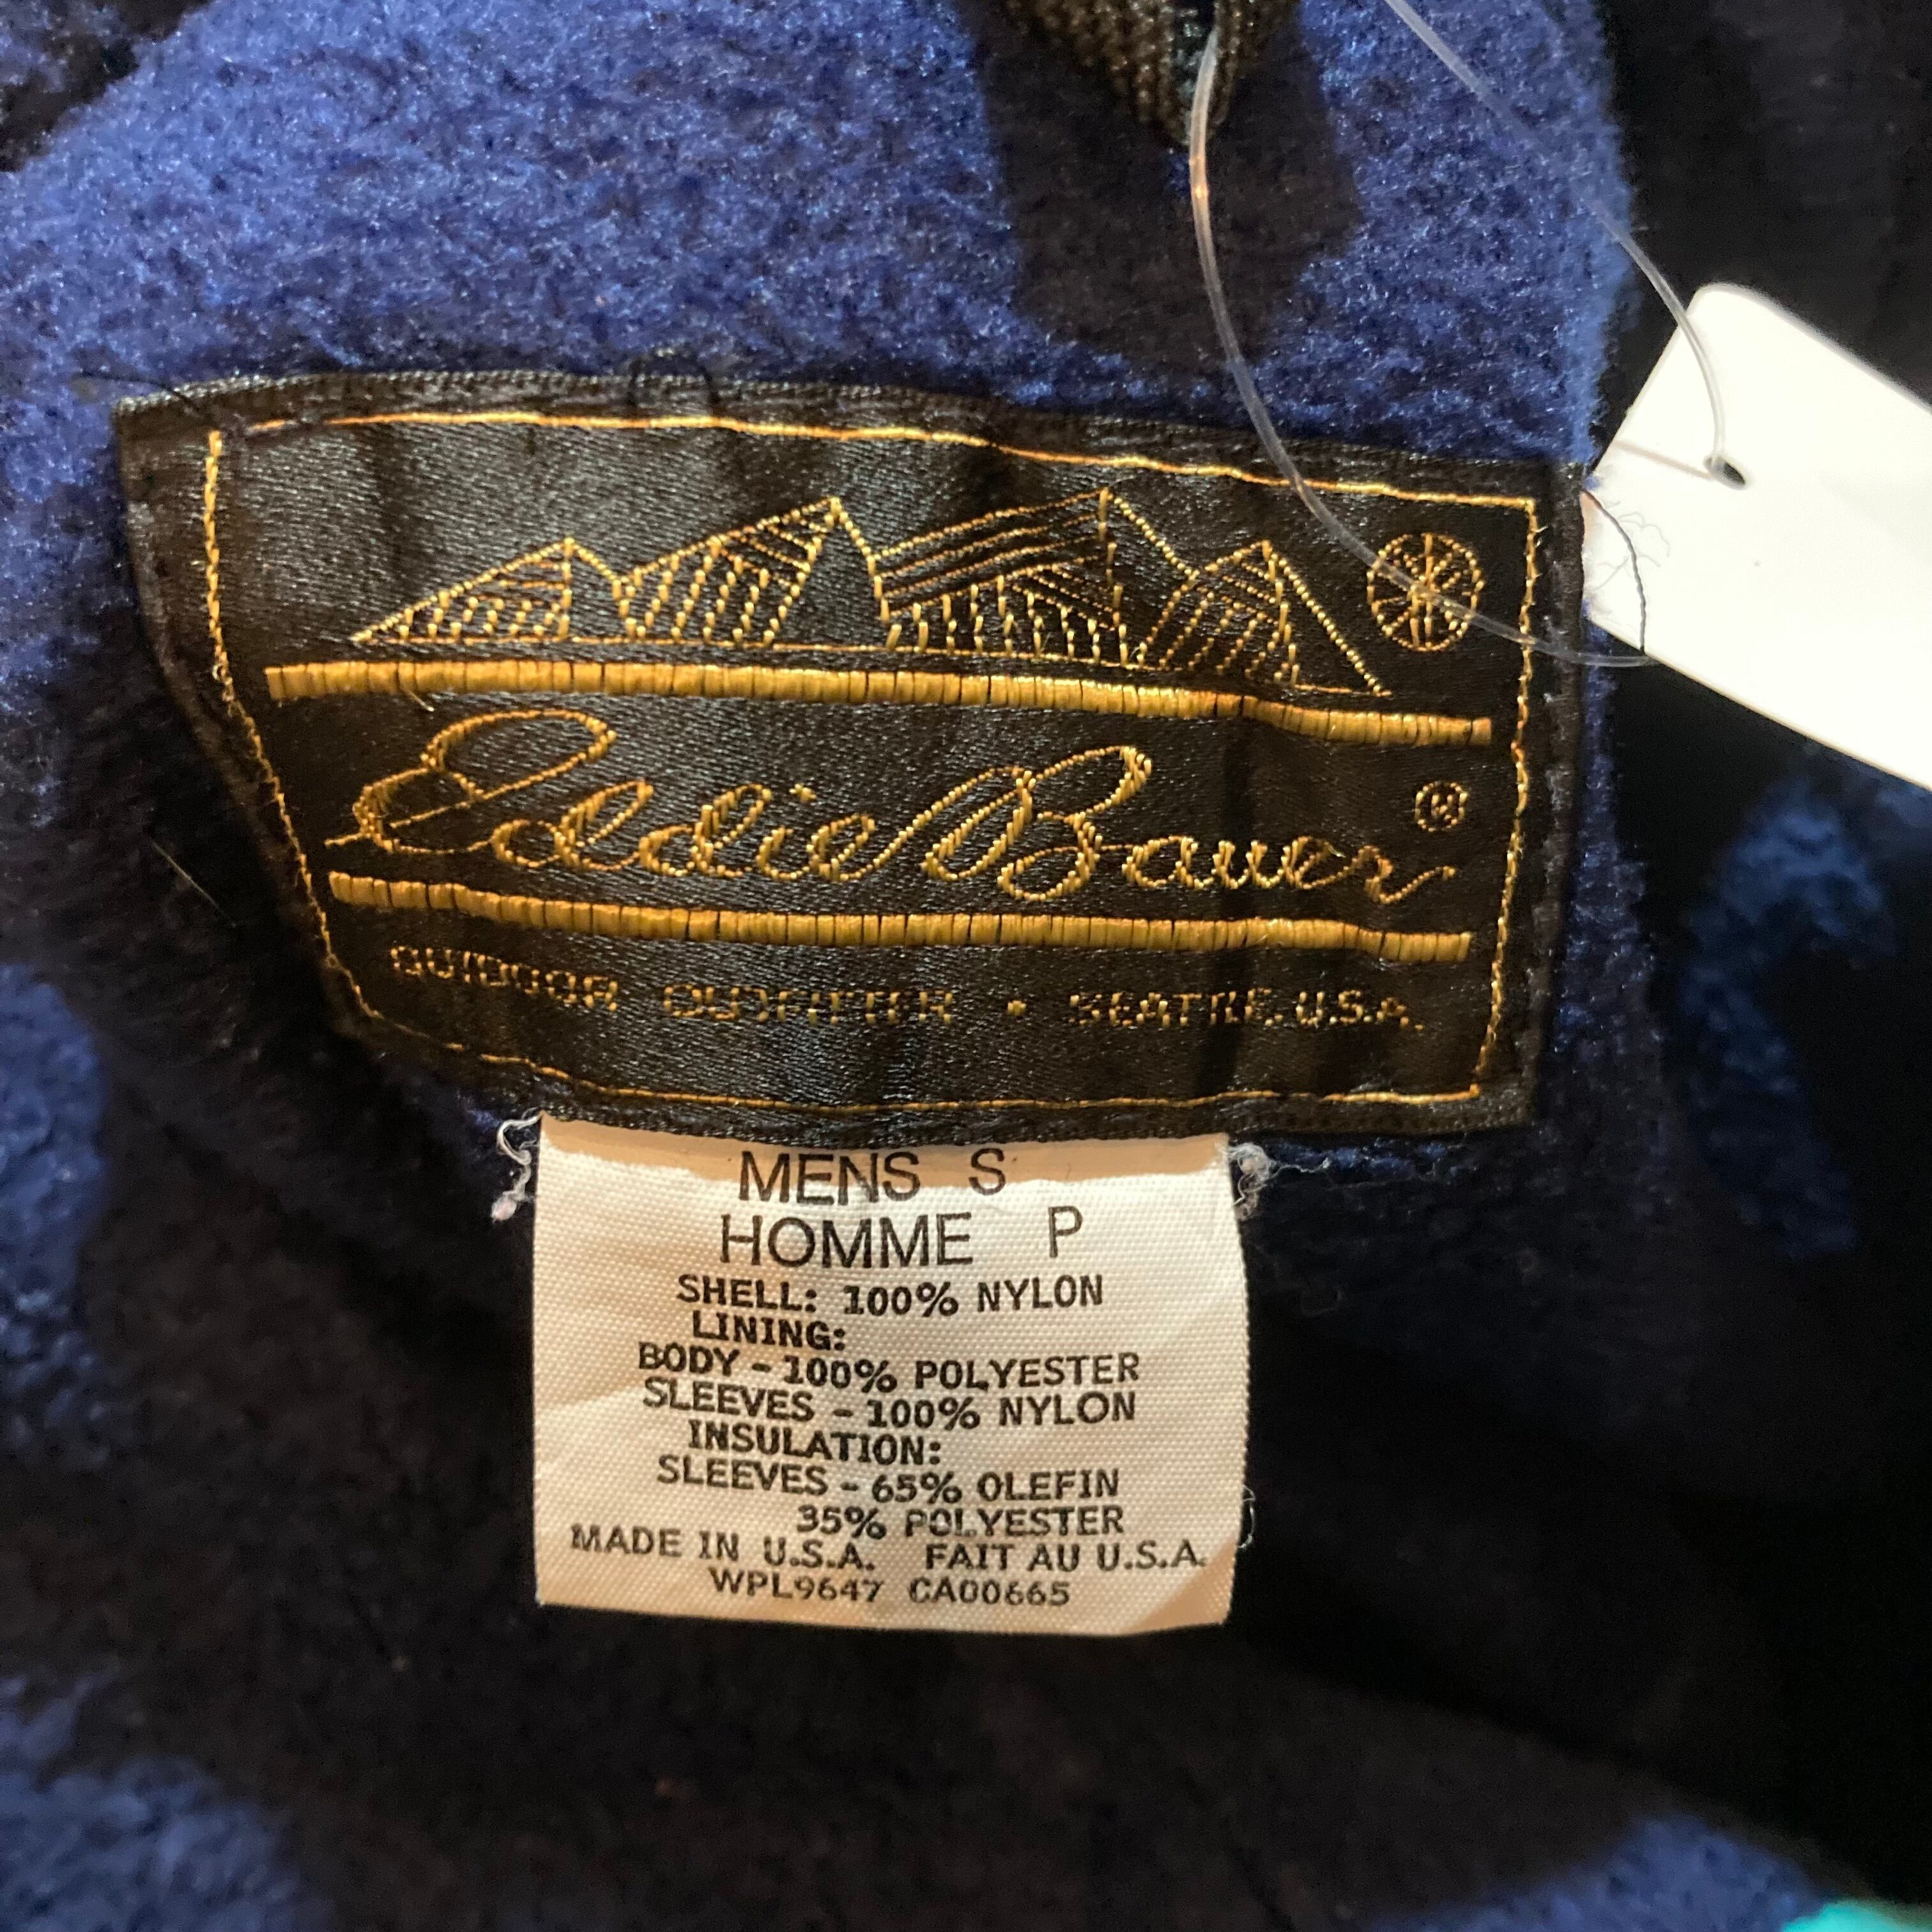 Eddie Bauer ®
OUTDOOR OUTFITTER • SEATTLE, U.S.A.
MENS S
HOMME P
SHELL: 100% NYLON
LINING:
BODY - 100% POLYESTER
SLEEVES - 100% NYLON
INSULATION:
SLEEVES - 65% OLEFIN
35% POLYESTER
MADE IN U.S.A. FAIT AU U.S.A.
WPL9647 CA00665